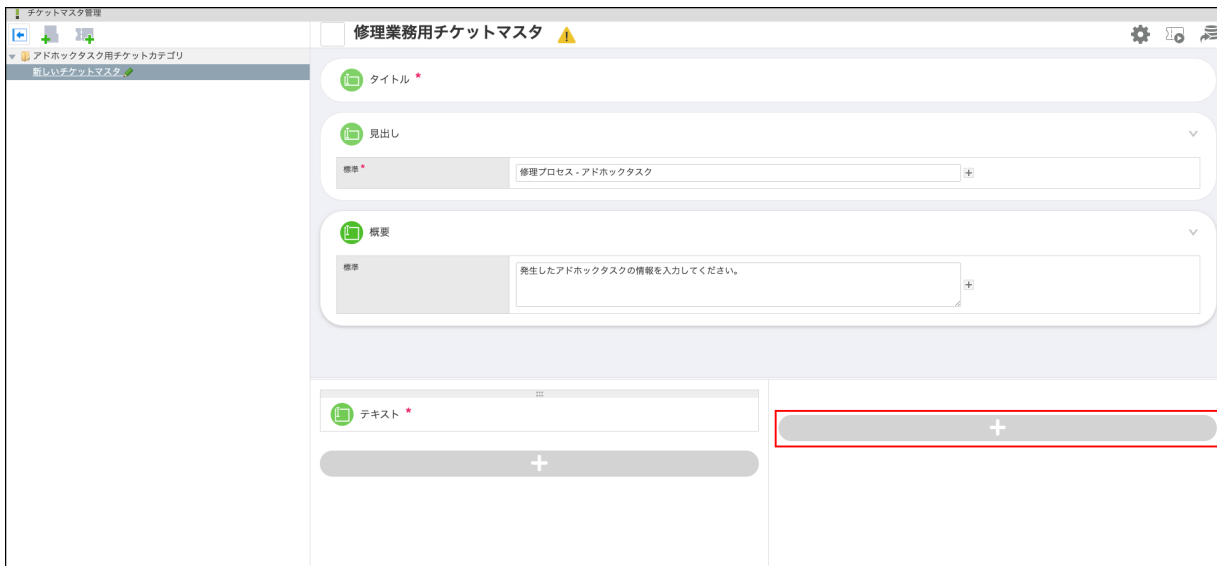 チケットマスタ管理
修理業務用チケットマスタ
アドホックタスク用チケットカテゴリ
新しいチケットマスタ
タイトル *
見出し
標準 *
修理プロセス - アドホックタスク
概要
標準
発生したアドホックタスクの情報を入力してください。
テキスト *